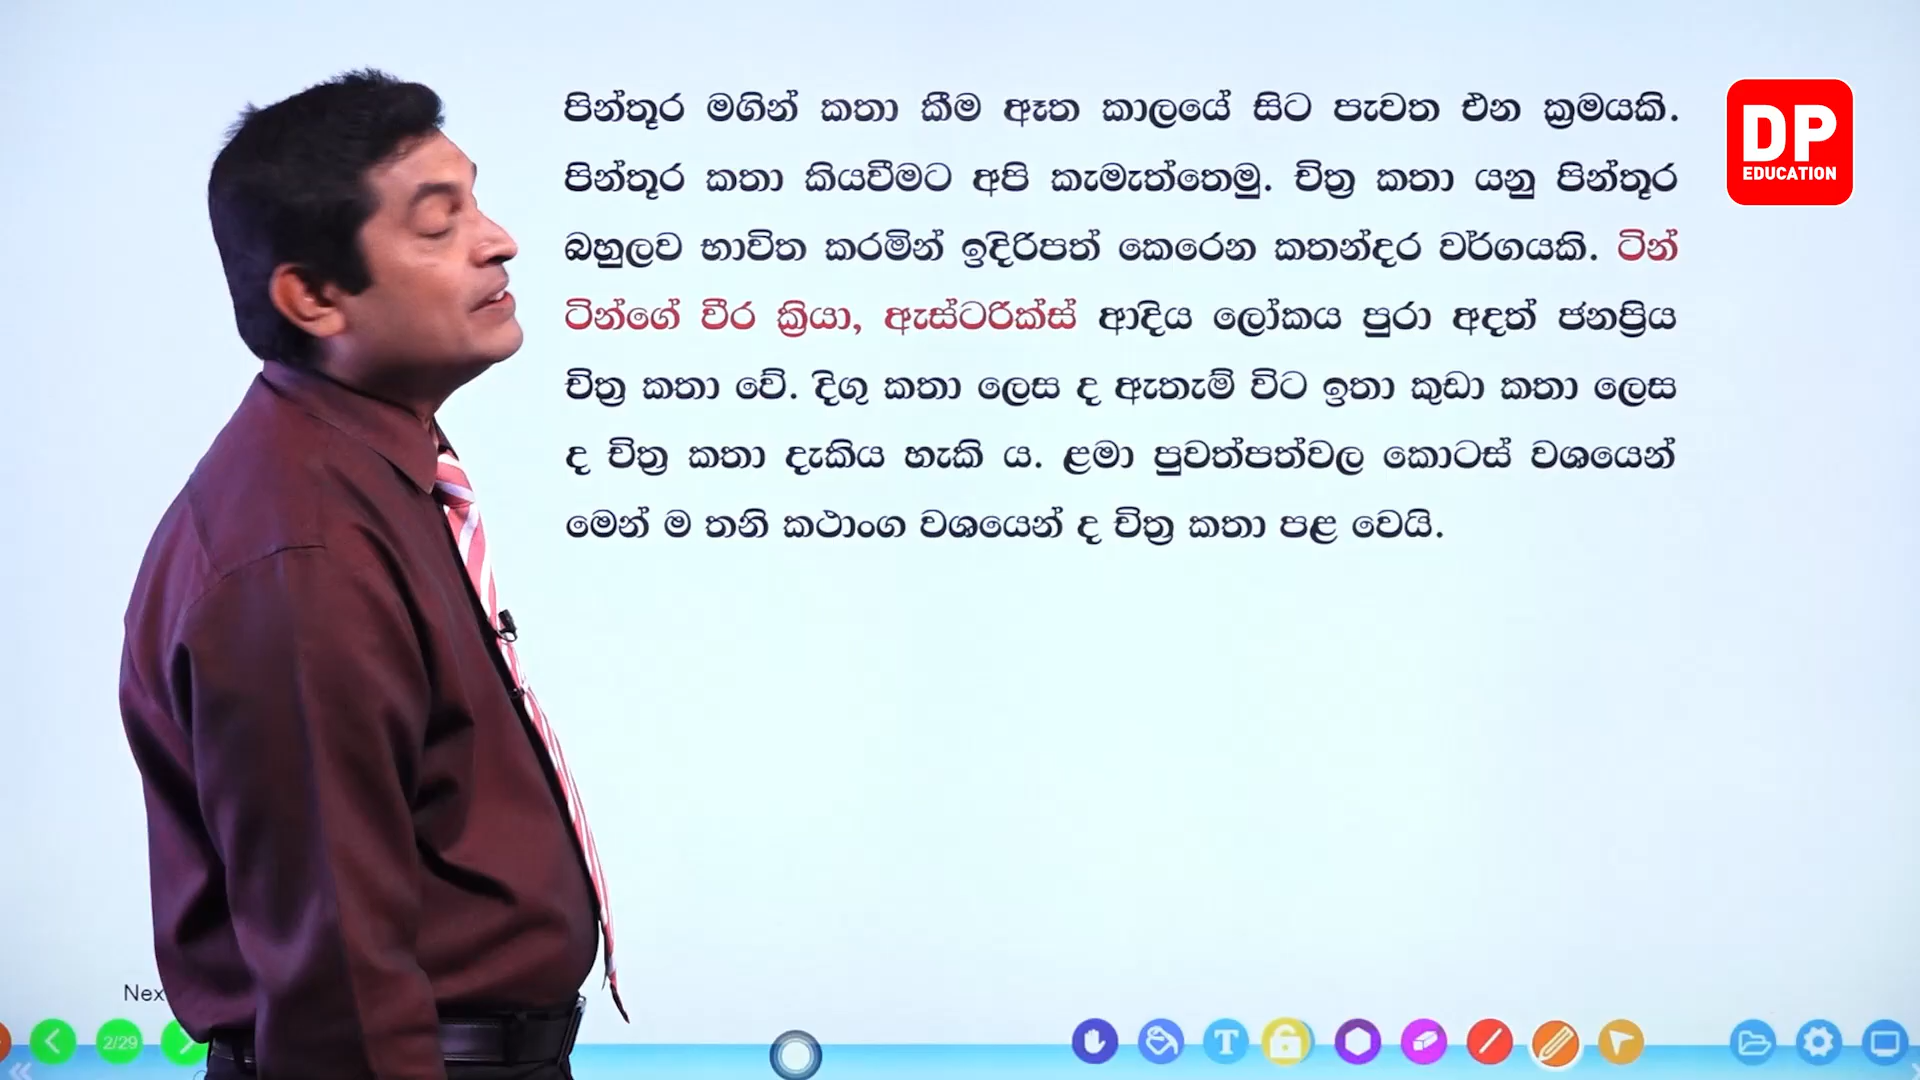 පින්තූර මගින් කතා කීම ඈත කාලයේ සිට පැවත එන ක්‍රමයකි.
පින්තූර කතා කියවීමට අපි කැමැත්තෙමු. චිත්‍ර කතා යනු පින්තූර
බහුලව භාවිත කරමින් ඉදිරිපත් කෙරෙන කතන්දර වර්ගයකි. ටින්
ටින්ගේ වීර ක්‍රියා, ඇස්ටරික්ස් ආදිය ලෝකය පුරා අදත් ජනප්‍රිය
චිත්‍ර කතා වේ. දිගු කතා ලෙස ද ඇතැම් විට ඉතා කුඩා කතා ලෙස
ද චිත්‍ර කතා දැකිය හැකි ය. ළමා පුවත්පත්වල කොටස් වශයෙන්
මෙන් ම තනි කථාංග වශයෙන් ද චිත්‍ර කතා පළ වෙයි.
DP
EDUCATION
2/29
T